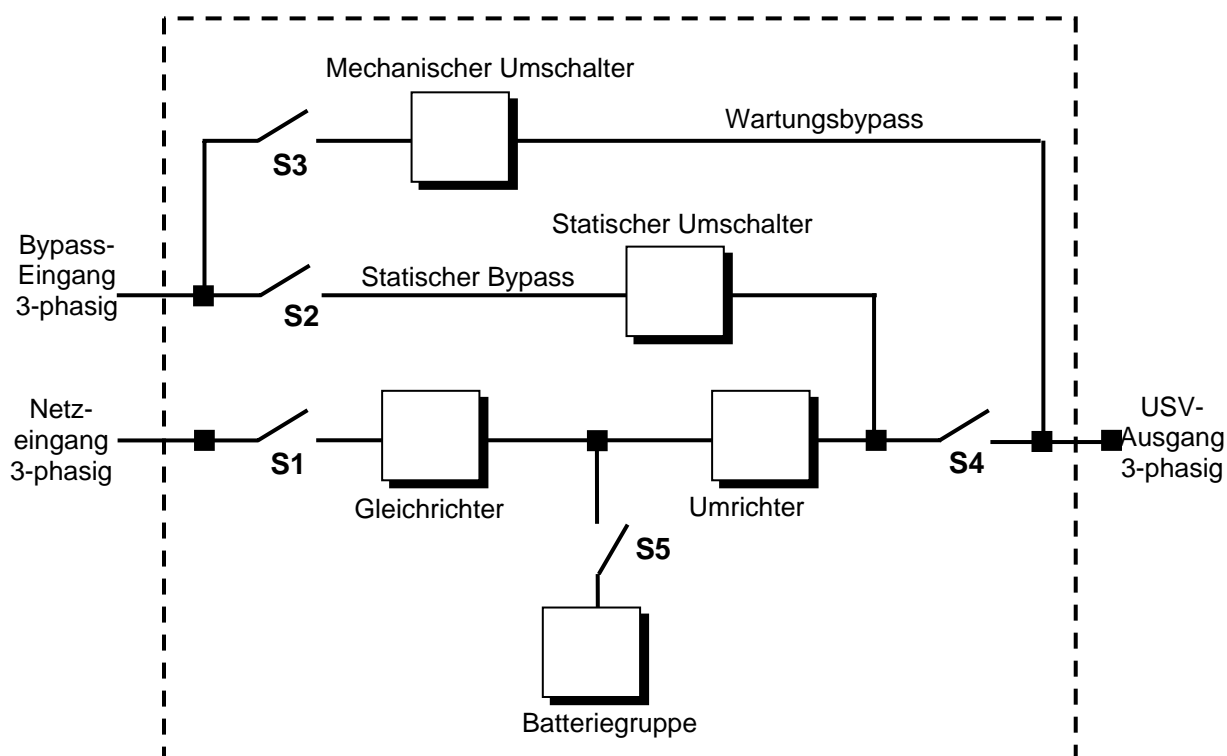 Mechanischer Umschalter
Wartungsbypass
S3
Statischer Umschalter
Bypass-
Eingang
3-phasig
Statischer Bypass
S2
Netz-
eingang
3-phasig
S1
Gleichrichter
Umrichter
S4
USV-
Ausgang
3-phasig
S5
Batteriegruppe